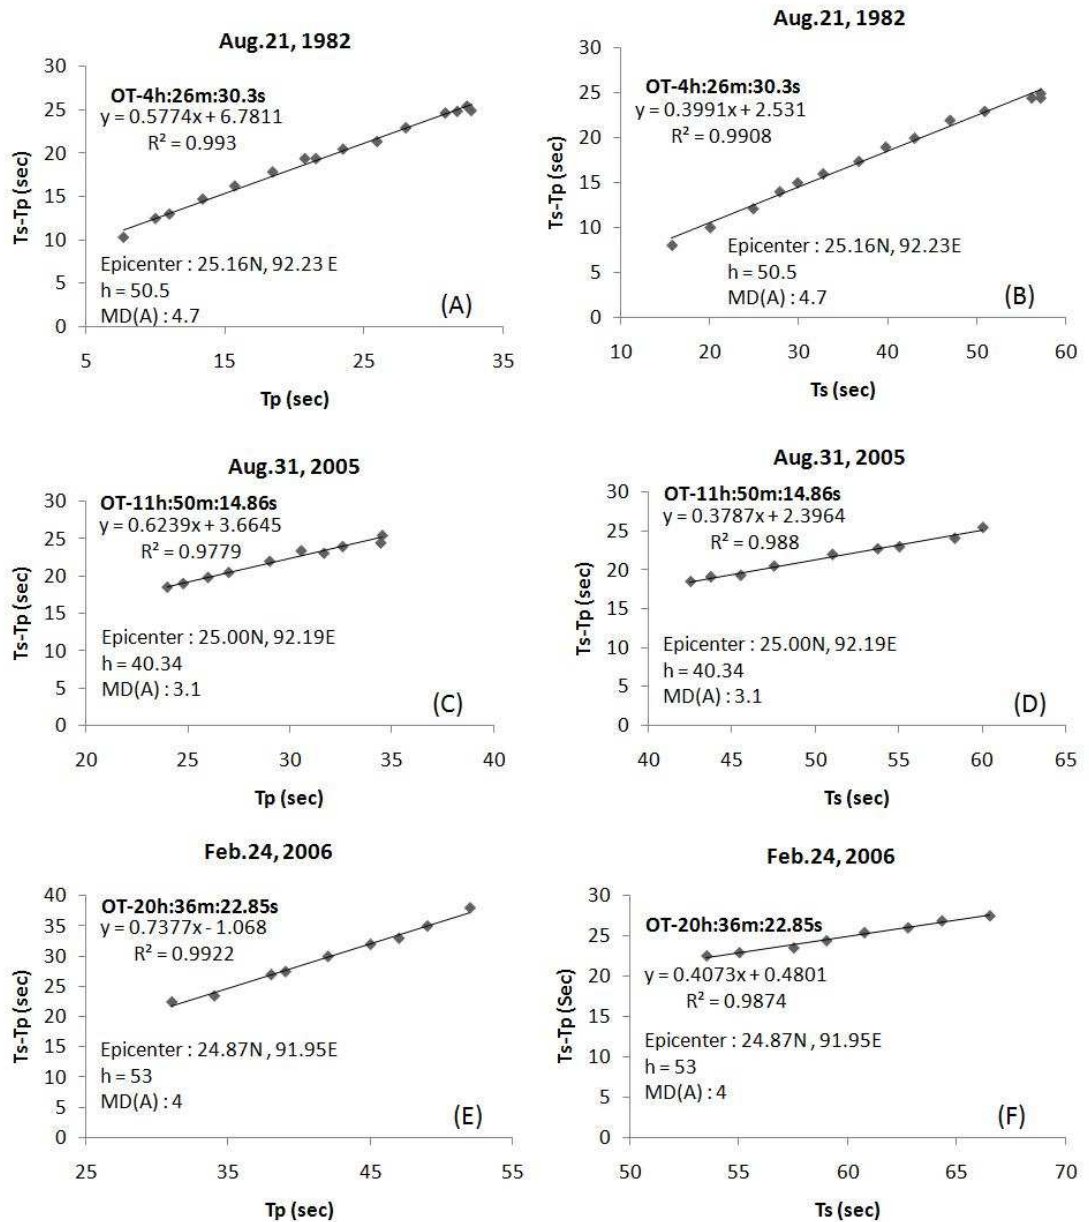 Aug.21, 1982
30
25
20
15
10
5
0
Ts-Tp (sec)
OT-4h:26m:30.3s
y = 0.5774x + 6.7811
R² = 0.993
Epicenter : 25.16N, 92.23 E
h = 50.5
MD(A) : 4.7
(A)
5 15 25 35
Tp (sec)
Aug.21, 1982
30
25
20
15
10
5
0
Ts-Tp (sec)
OT-4h:26m:30.3s
y = 0.3991x + 2.531
R² = 0.9908
Epicenter : 25.16N, 92.23E
h = 50.5
MD(A) : 4.7
(B)
10 20 30 40 50 60
Ts (sec)
Aug.31, 2005
30
25
20
15
10
5
0
Ts-Tp (sec)
OT-11h:50m:14.86s
y = 0.6239x + 3.6645
R² = 0.9779
Epicenter : 25.00N, 92.19E
h = 40.34
MD(A) : 3.1
(C)
20 25 30 35 40
Tp (sec)
Aug.31, 2005
30
25
20
15
10
5
0
Ts-Tp (sec)
OT-11h:50m:14.86s
y = 0.3787x + 2.3964
R² = 0.988
Epicenter : 25.00N, 92.19E
h = 40.34
MD(A) : 3.1
(D)
40 45 50 55 60 65
Ts (sec)
Feb.24, 2006
40
35
30
25
20
15
10
5
0
Ts-Tp (sec)
OT-20h:36m:22.85s
y = 0.7377x - 1.068
R² = 0.9922
Epicenter : 24.87N , 91.95E
h = 53
MD(A) : 4
(E)
25 35 45 55
Tp (sec)
Feb.24, 2006
30
25
20
15
10
5
0
Ts-Tp (Sec)
OT-20h:36m:22.85s
y = 0.4073x + 0.4801
R² = 0.9874
Epicenter : 24.87N , 91.95E
h = 53
MD(A) : 4
(F)
50 55 60 65 70
Ts (sec)